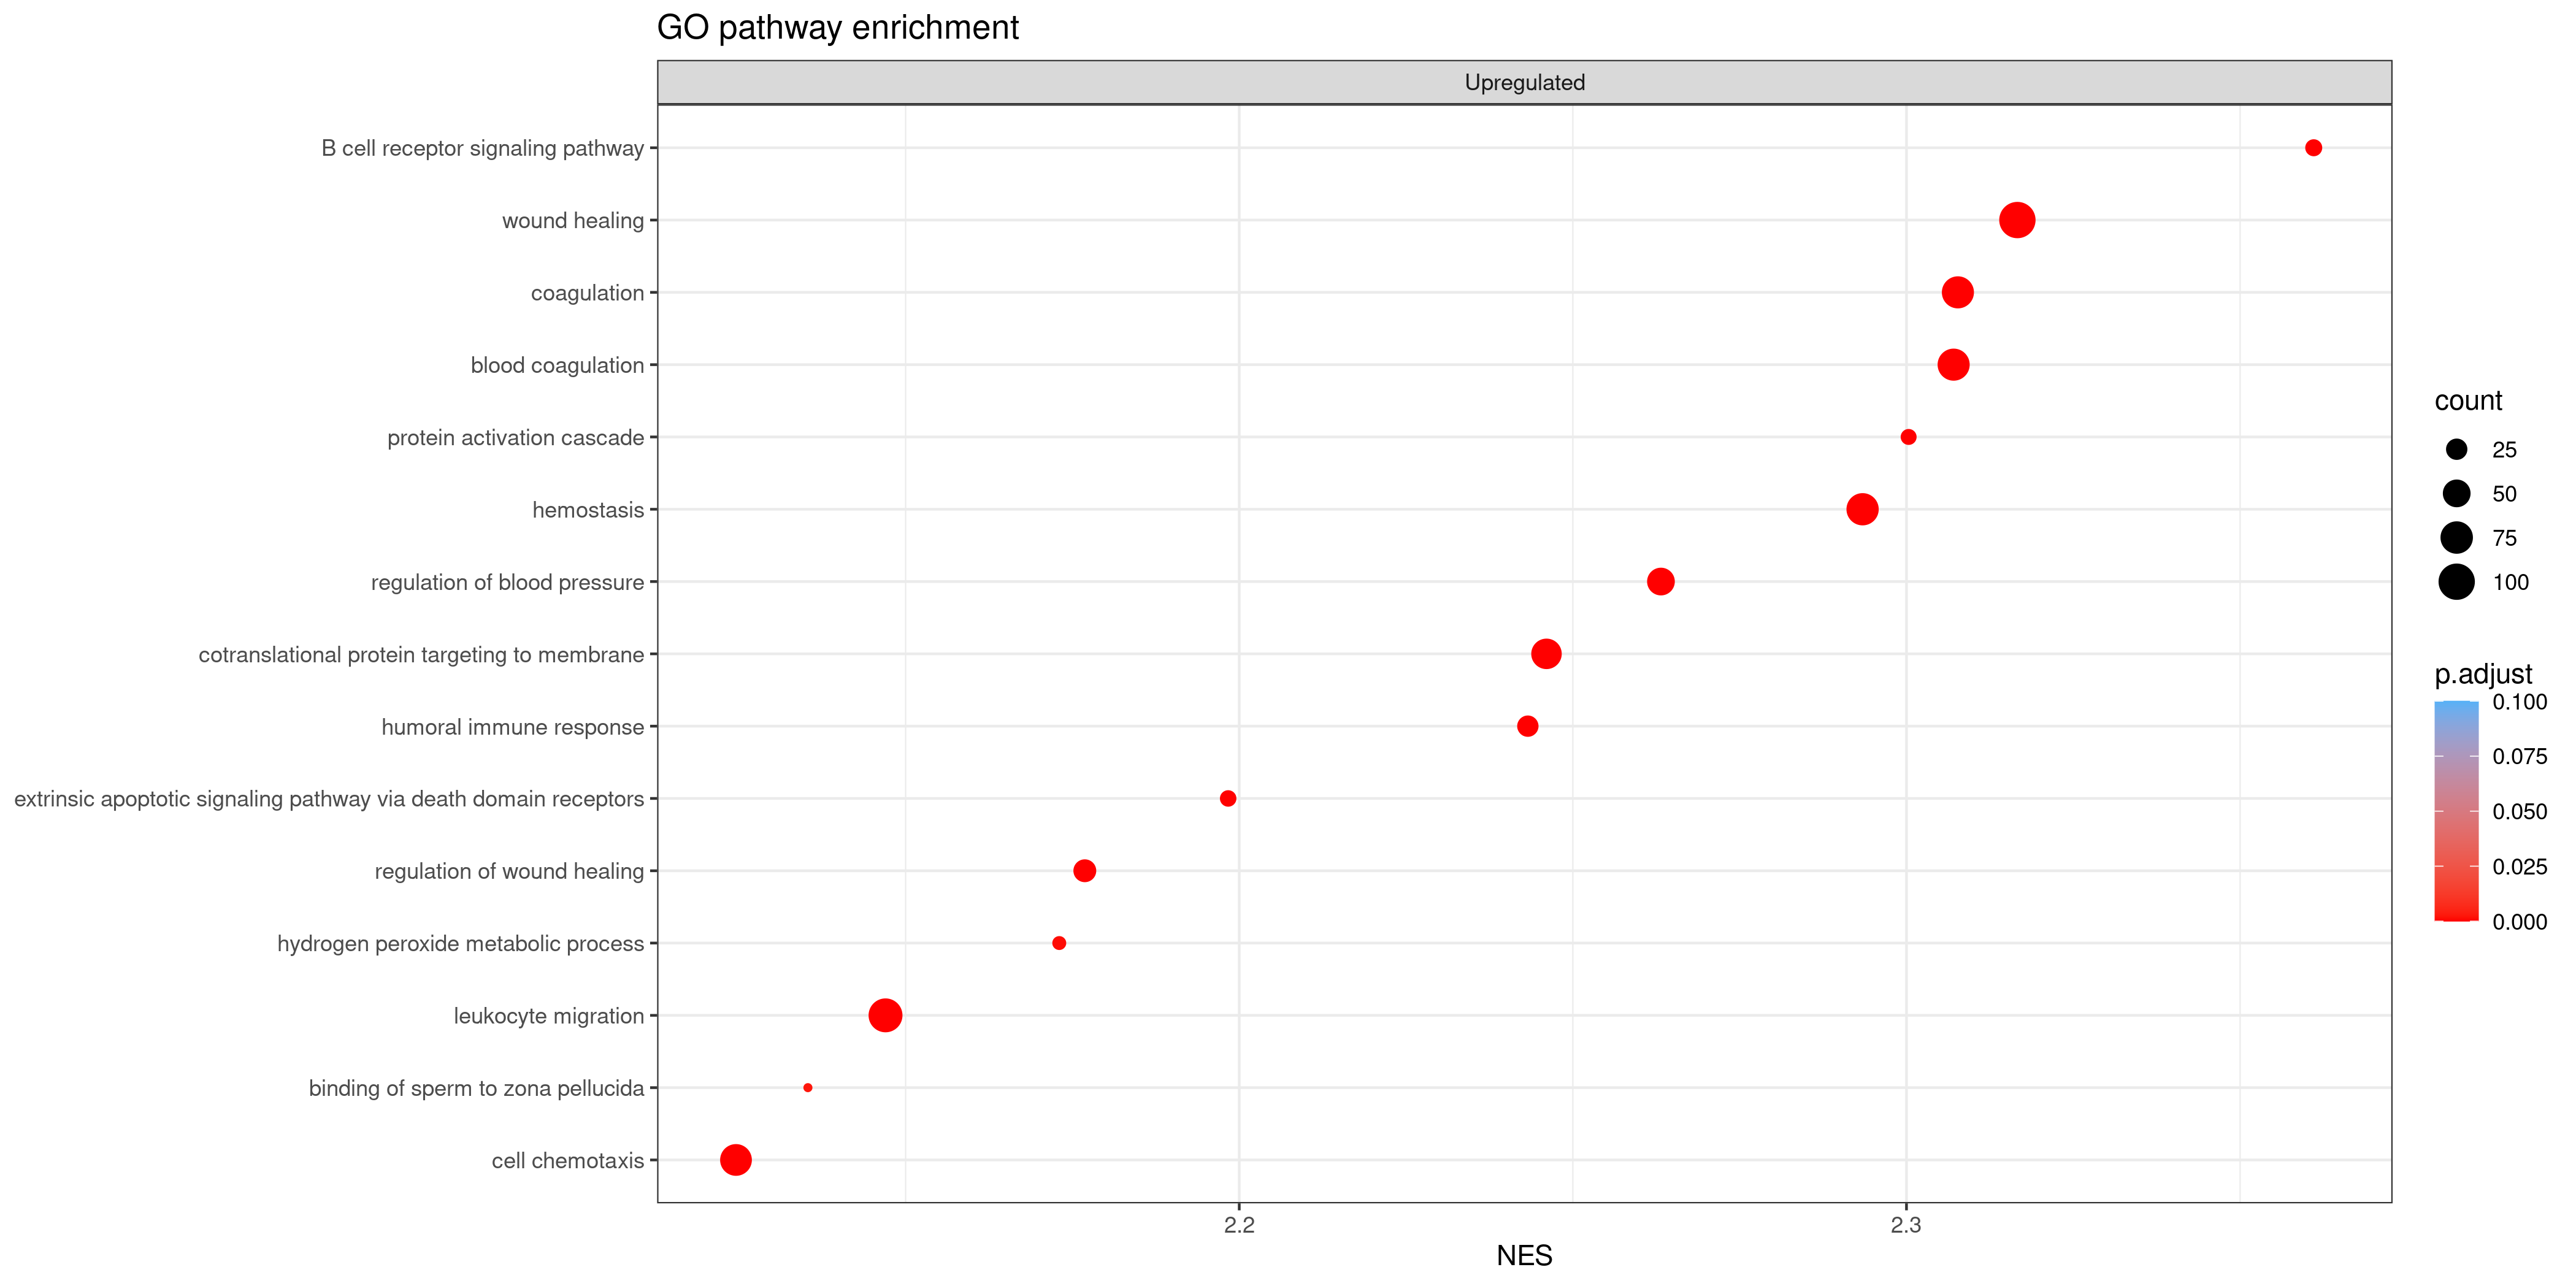 GO pathway enrichment
Upregulated
B cell receptor signaling pathway
wound healing
coagulation
blood coagulation
protein activation cascade
hemostasis
regulation of blood pressure
cotranslational protein targeting to membrane
humoral immune response
extrinsic apoptotic signaling pathway via death domain receptors
regulation of wound healing
hydrogen peroxide metabolic process
leukocyte migration
binding of sperm to zona pellucida
cell chemotaxis
2.2
2.3
NES
count
25
50
75
100
p.adjust
0.100
0.075
0.050
0.025
0.000